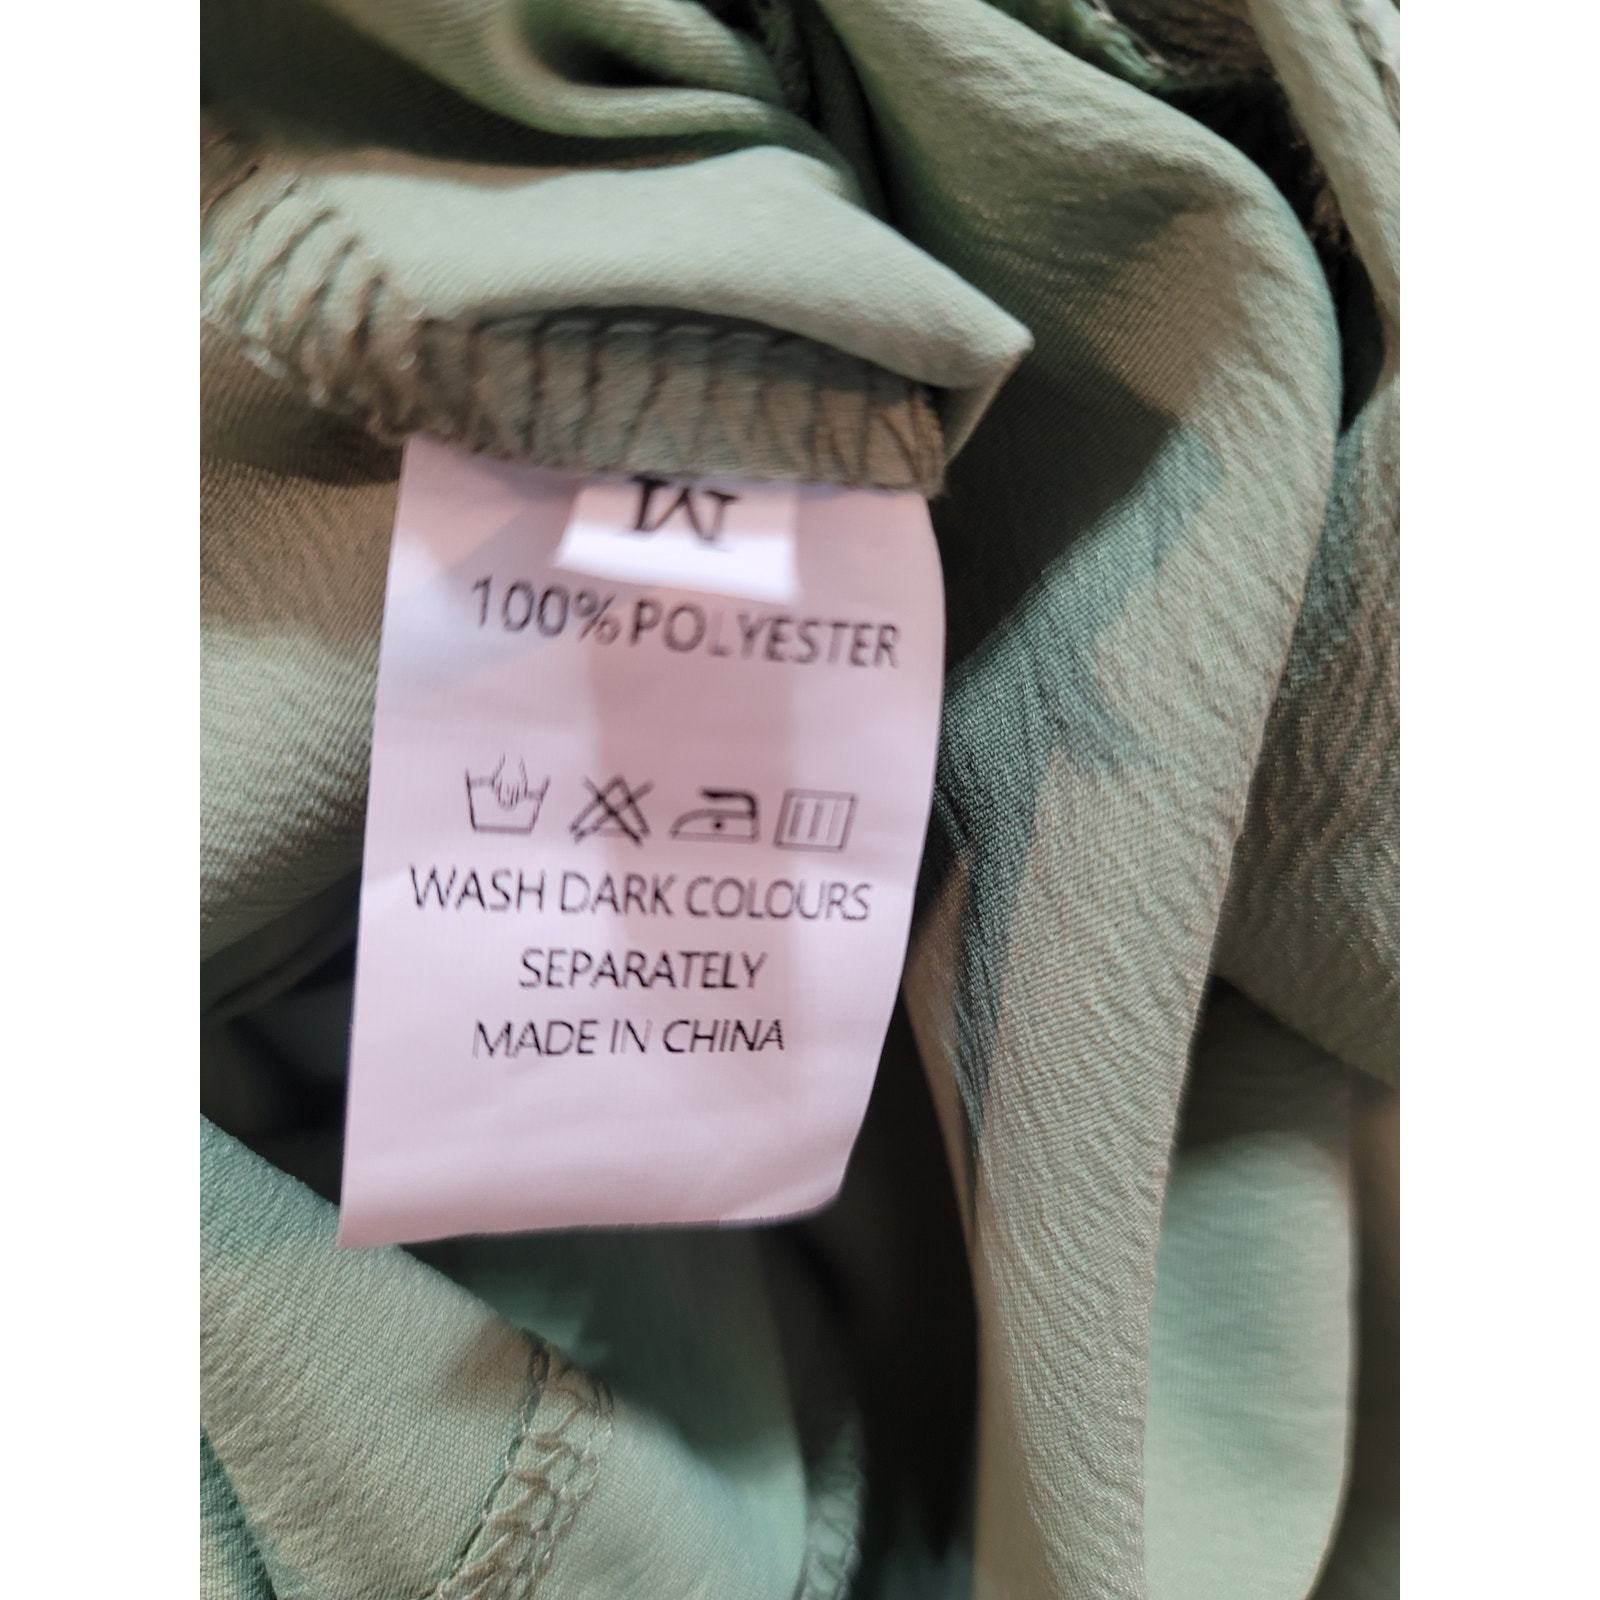 M
100% POLYESTER
WASH DARK COLOURS
SEPARATELY
MADE IN CHINA